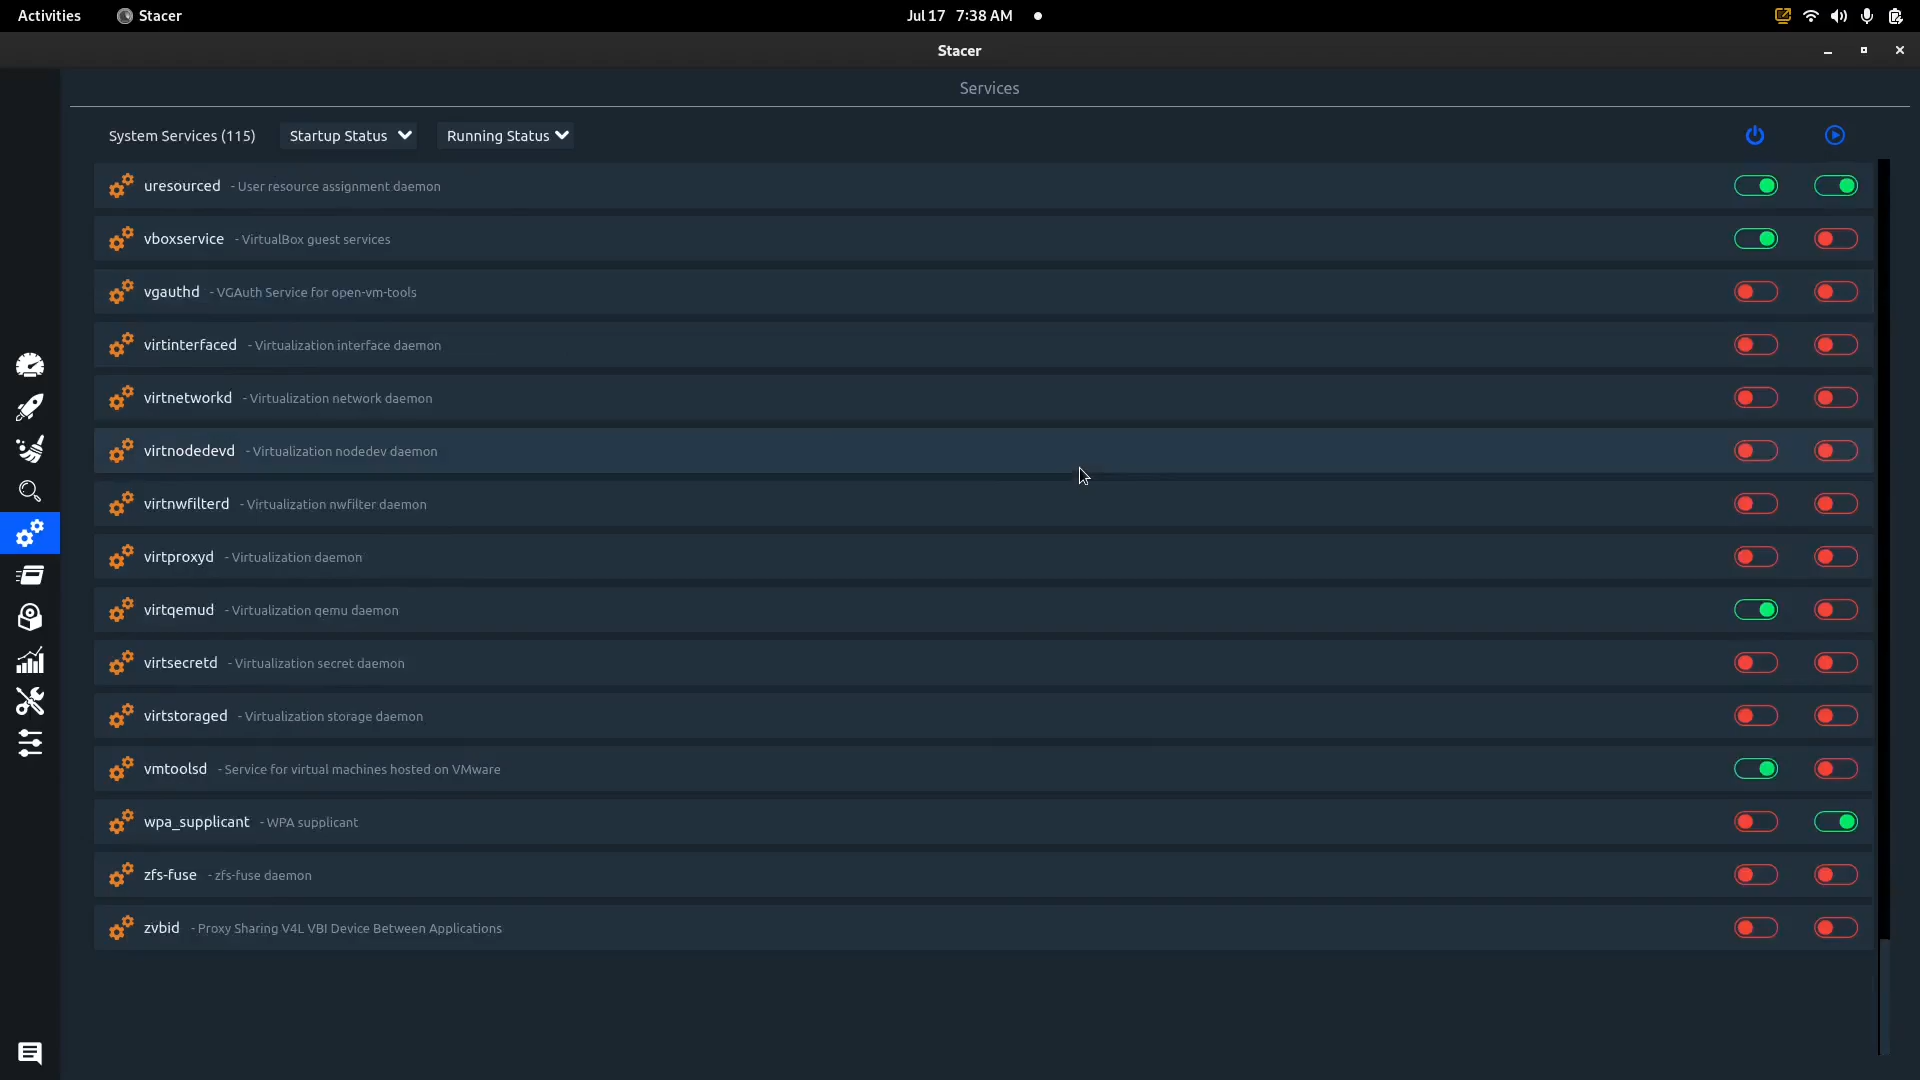 Activities Stacer Jul 17 7:38 AM
Stacer
Services
System Services (115) Startup Status Running Status
uresourced - User resource assignment daemon
vboxservice - VirtualBox guest services
vgauthd - VGAuth Service for open-vm-tools
virtinterfaced - Virtualization interface daemon
virtnetworkd - Virtualization network daemon
virtnodedevd - Virtualization nodedev daemon
virtnwfilterd - Virtualization nwfilter daemon
virtproxyd - Virtualization daemon
virtqemud - Virtualization qemu daemon
virtsecretd - Virtualization secret daemon
virtstoraged - Virtualization storage daemon
vmtoolsd - Service for virtual machines hosted on VMware
wpa_supplicant - WPA supplicant
zfs-fuse - zfs-fuse daemon
zvbid - Proxy Sharing V4L VBI Device Between Applications